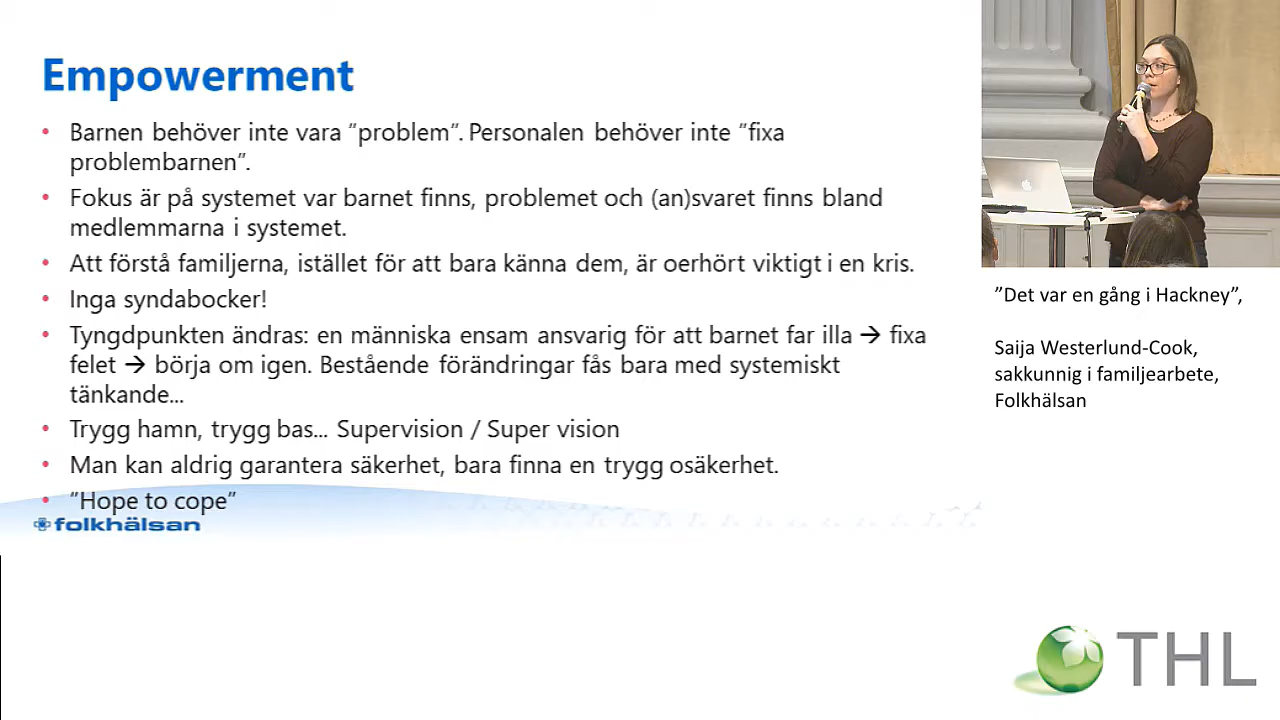 Empowerment
• Barnen behöver inte vara ”problem”. Personalen behöver inte ”fixa
problembarnen”.
• Fokus är på systemet var barnet finns, problemet och (an)svaret finns bland
medlemmarna i systemet.
• Att förstå familjerna, istället för att bara känna dem, är oerhört viktigt i en kris.
• Inga syndabocker!
• Tyngdpunkten ändras: en människa ensam ansvarig för att barnet far illa → fixa
felet → börja om igen. Bestående förändringar fås bara med systemiskt
tänkande...
• Trygg hamn, trygg bas... Supervision / Super vision
• Man kan aldrig garantera säkerhet, bara finna en trygg osäkerhet.
• ”Hope to cope”
folkhälsan
”Det var en gång i Hackney”,
Saija Westerlund-Cook,
sakkunnig i familjearbete,
Folkhälsan
THL